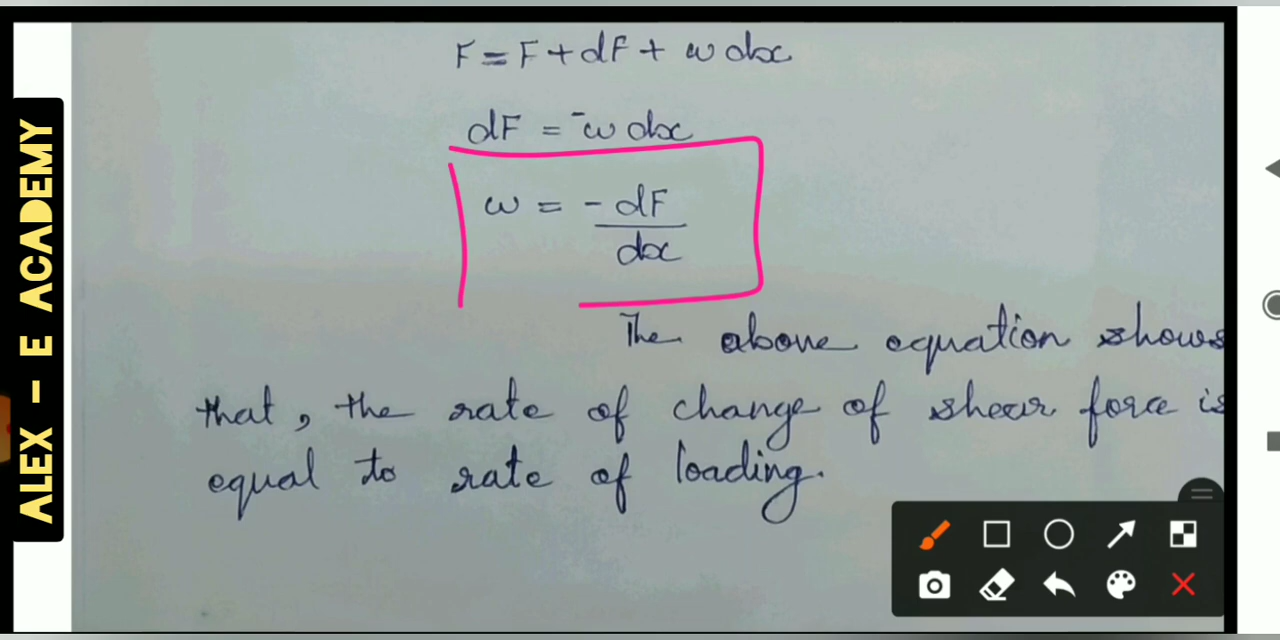 ALEX - E ACADEMY
F = F + dF + w dx
dF = -w dx
w = - dF
dx
The above equation shows
that, the rate of change of shear force is
equal to rate of loading.